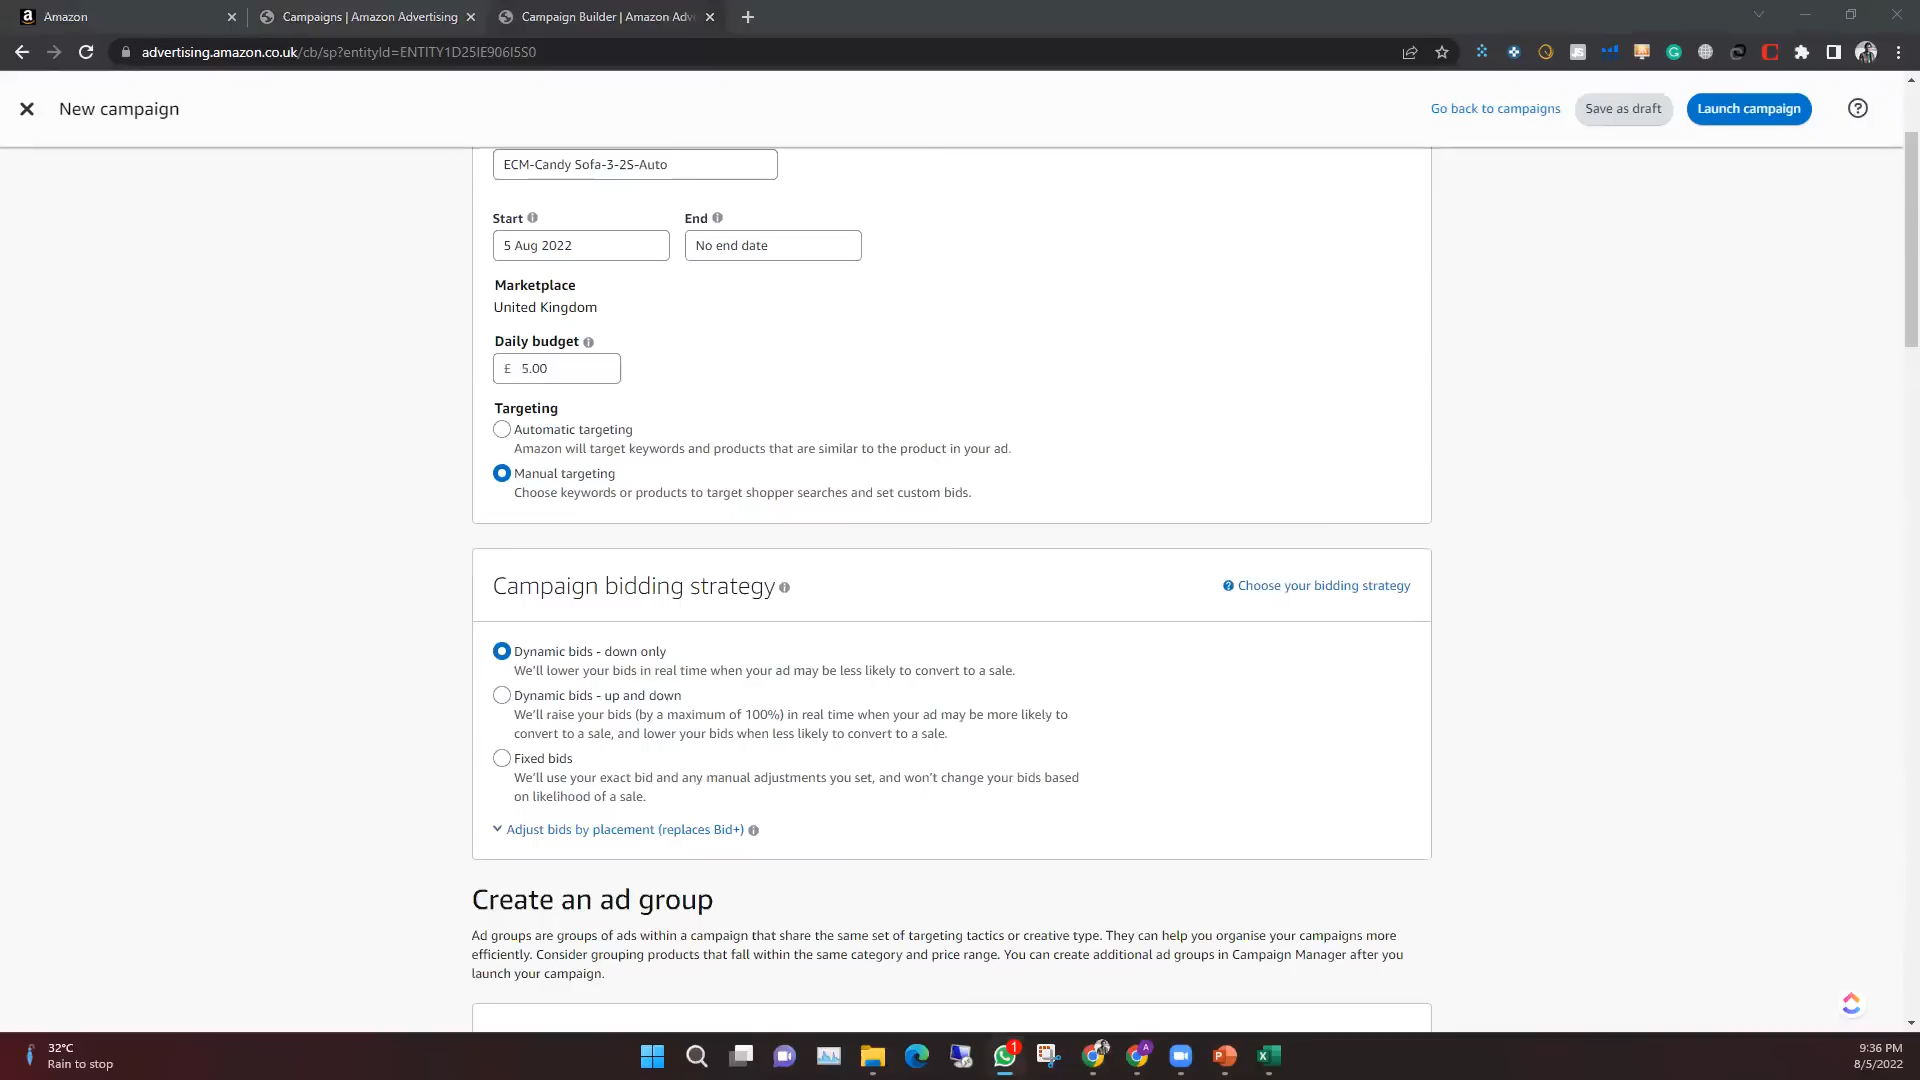 Amazon
Campaigns | Amazon Advertising
Campaign Builder | Amazon Adv
advertising.amazon.co.uk/cb/sp?entityId=ENTITY1D25IE906I5S0
New campaign
Go back to campaigns
Save as draft
Launch campaign
ECM-Candy Sofa-3-2S-Auto
Start
End
5 Aug 2022
No end date
Marketplace
United Kingdom
Daily budget
£ 5.00
Targeting
Automatic targeting
Amazon will target keywords and products that are similar to the product in your ad.
Manual targeting
Choose keywords or products to target shopper searches and set custom bids.
Campaign bidding strategy
Choose your bidding strategy
Dynamic bids - down only
We'll lower your bids in real time when your ad may be less likely to convert to a sale.
Dynamic bids - up and down
We'll raise your bids (by a maximum of 100%) in real time when your ad may be more likely to
convert to a sale, and lower your bids when less likely to convert to a sale.
Fixed bids
We'll use your exact bid and any manual adjustments you set, and won't change your bids based
on likelihood of a sale.
Adjust bids by placement (replaces Bid+)
Create an ad group
Ad groups are groups of ads within a campaign that share the same set of targeting tactics or creative type. They can help you organise your campaigns more
efficiently. Consider grouping products that fall within the same category and price range. You can create additional ad groups in Campaign Manager after you
launch your campaign.
32°C
Rain to stop
1
9:36 PM
8/5/2022